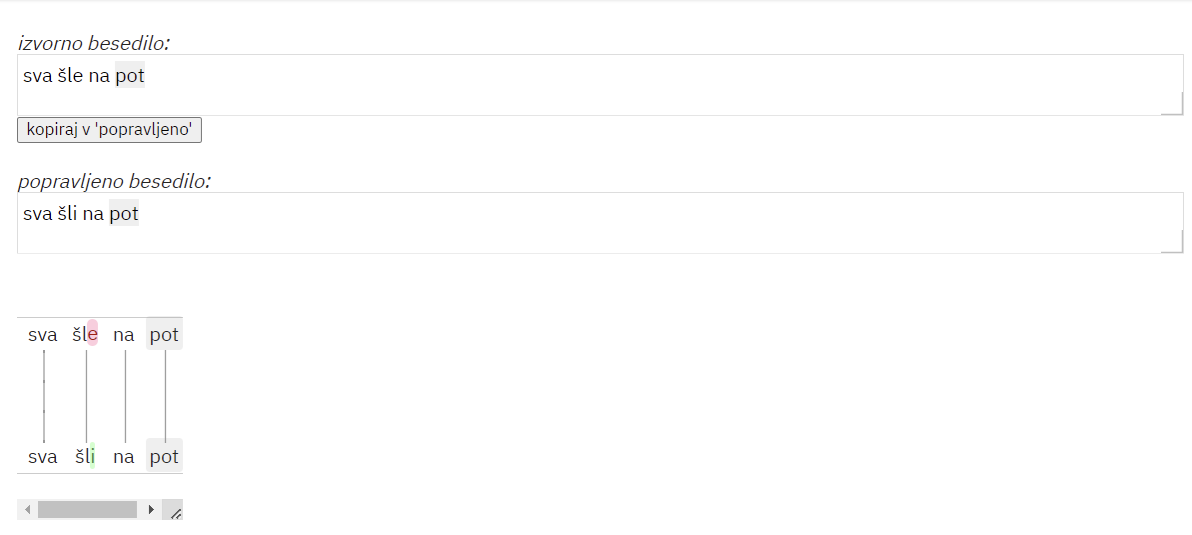 izvorno besedilo:
sva šle na pot
kopiraj v 'popravljeno'
popravljeno besedilo:
sva šli na pot
sva šle na pot
sva šli na pot